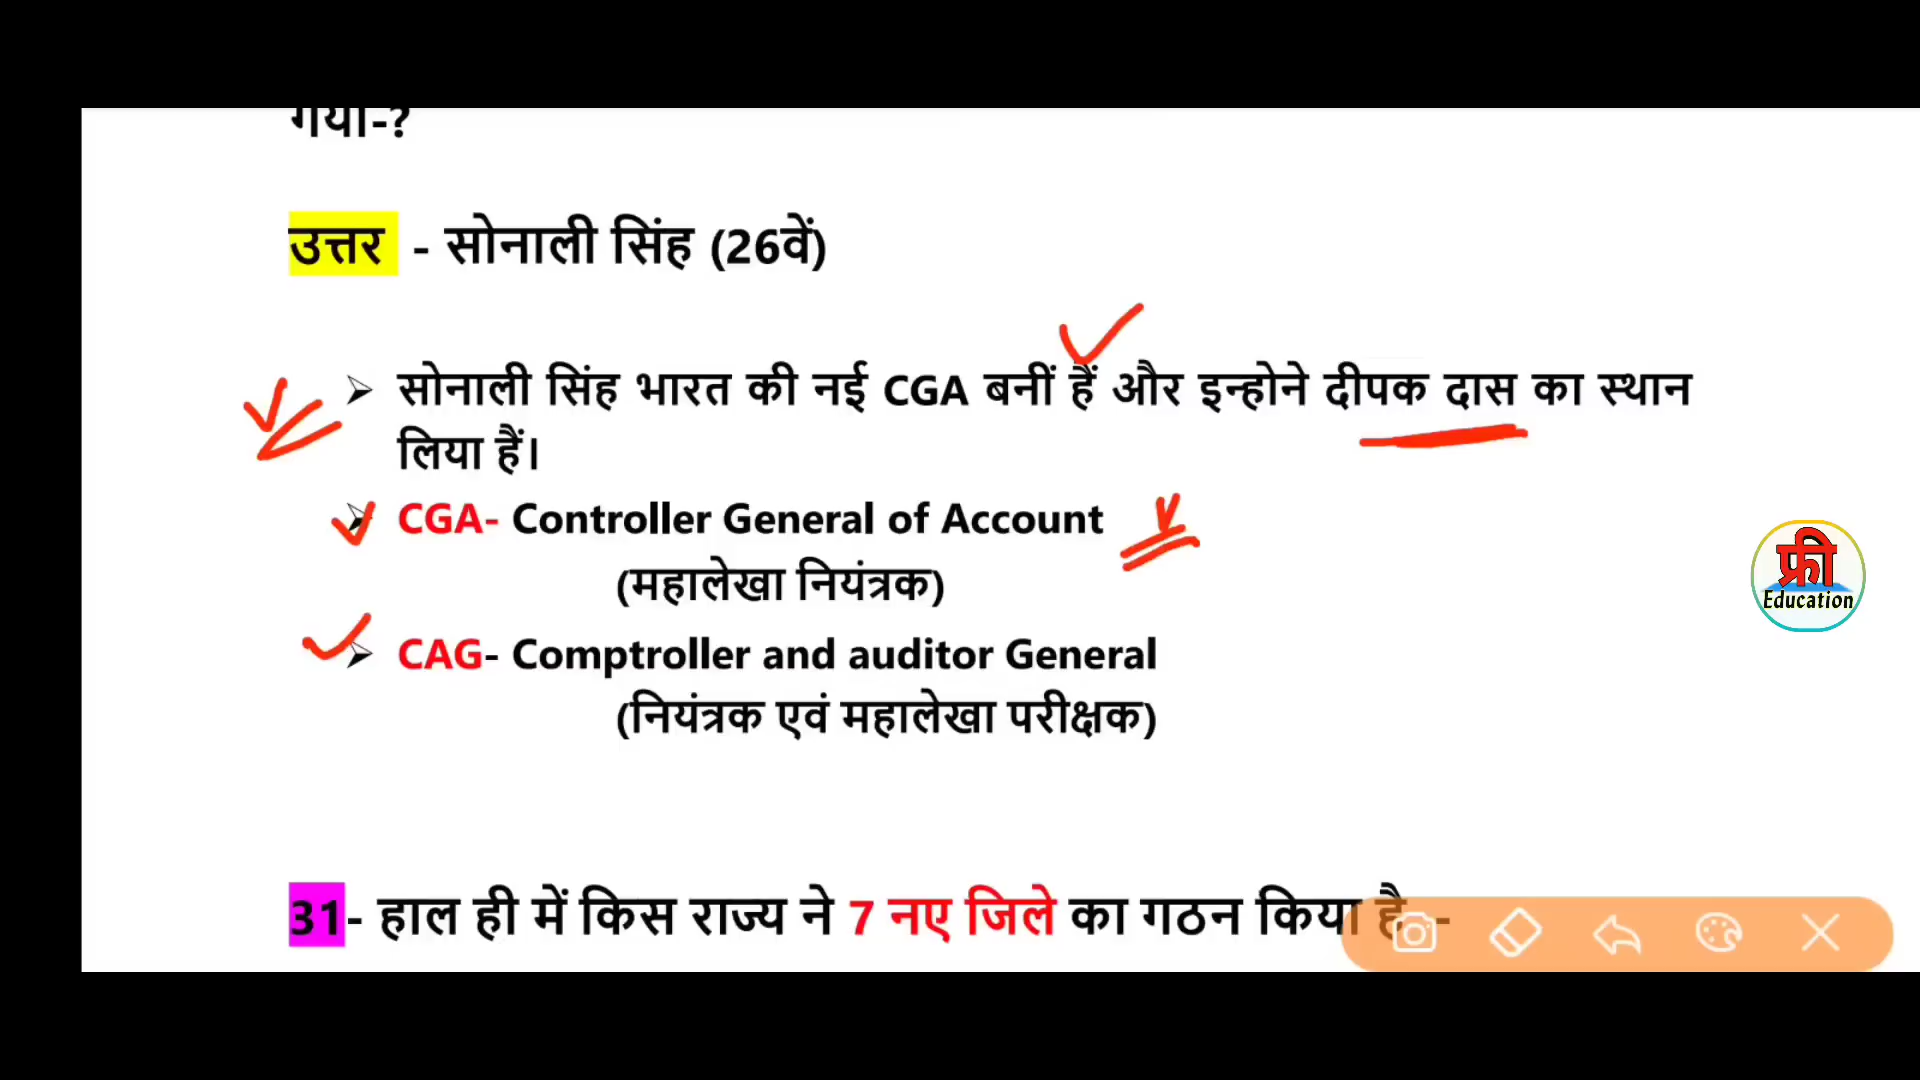 गया-?
उत्तर - सोनाली सिंह (26वें)
सोनाली सिंह भारत की नई CGA बनीं हैं और इन्होने दीपक दास का स्थान
लिया हैं।
CGA- Controller General of Account
(महालेखा नियंत्रक)
CAG- Comptroller and auditor General
(नियंत्रक एवं महालेखा परीक्षक)
फ्री
Education
31- हाल ही में किस राज्य ने 7 नए जिले का गठन किया है -